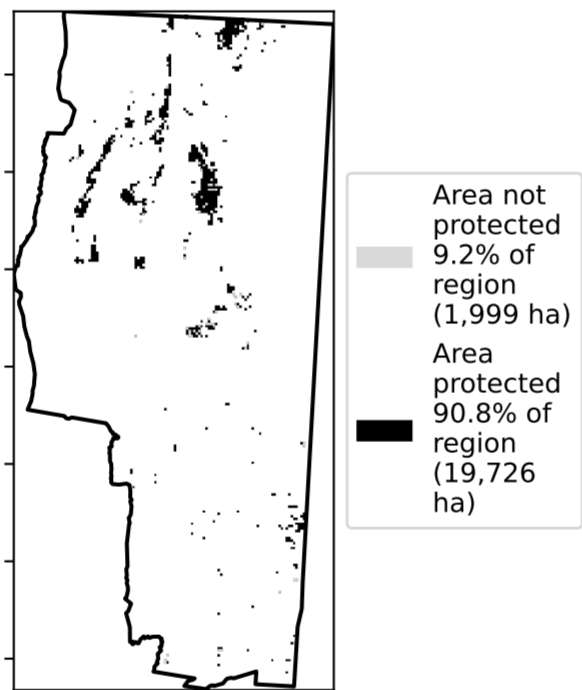 Area not
protected
9.2% of
region
(1,999 ha)
Area
protected
90.8% of
region
(19,726
ha)